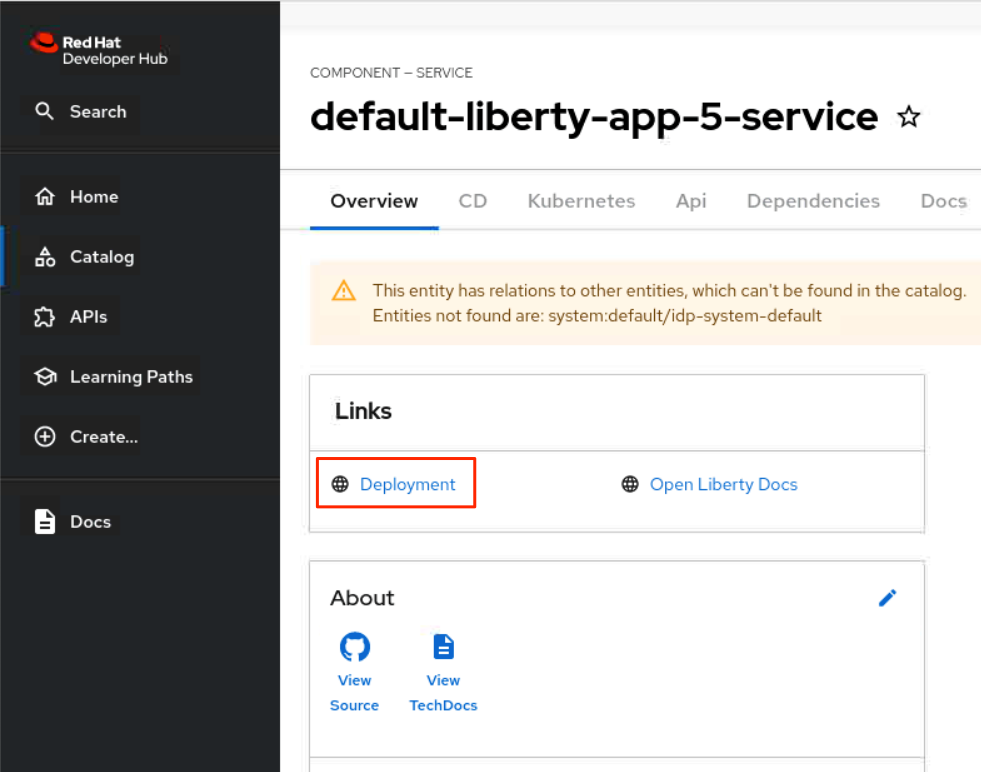 Red Hat
Developer Hub
Search
Home
Catalog
APIs
Learning Paths
Create...
Docs
COMPONENT — SERVICE
default-liberty-app-5-service
Overview CD Kubernetes Api Dependencies Docs
This entity has relations to other entities, which can't be found in the catalog.
Entities not found are: system:default/idp-system-default
Links
Deployment Open Liberty Docs
About
View Source
View TechDocs